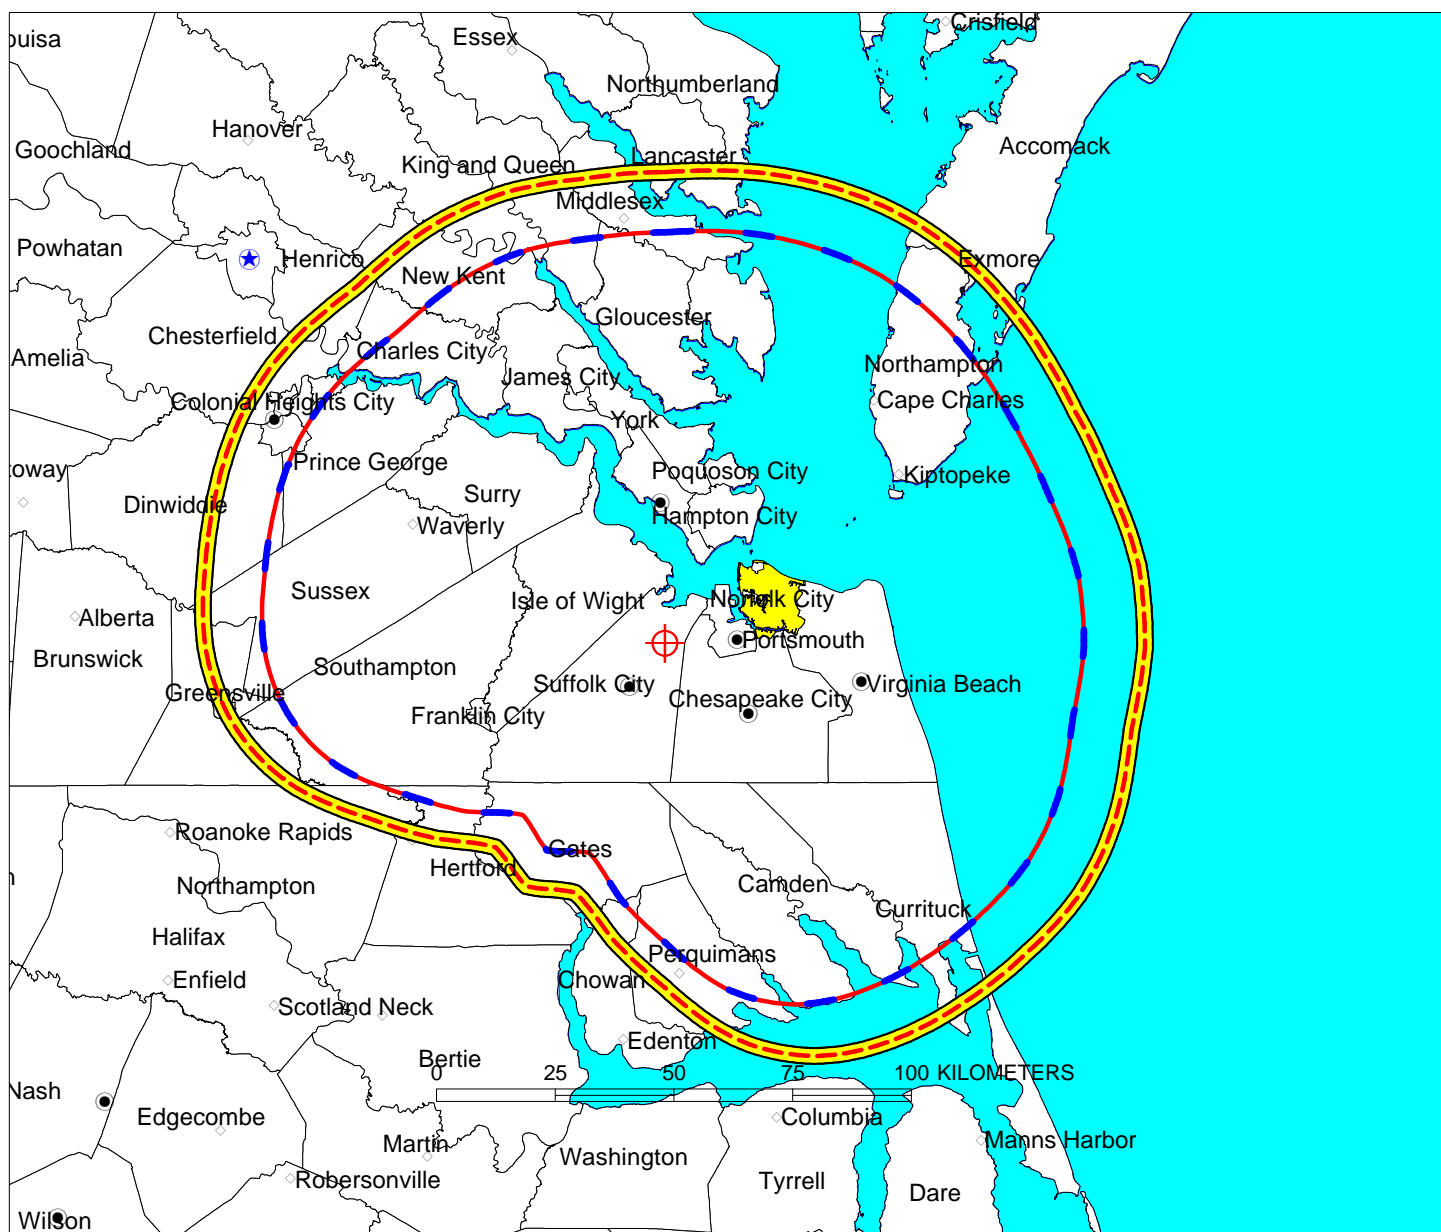 Crisfield
Essex
ouisa
Northumberland
Hanover
Goochland
Accomack
Lancaster
King and Queen
Middlesex
Powhatan
Henrico
Exmore
New Kent
Gloucester
Chesterfield
Charles City
Amelia
Northampton
James City
Colonial Heights City
Cape Charles
York
Prince George
toway
Poquoson City
Kiptopeke
Surry
Dinwiddie
Waverly
Hampton City
Sussex
Isle of Wight
Norfolk City
Alberta
Portsmouth
Brunswick
Southampton
Suffolk City
Virginia Beach
Greensville
Chesapeake City
Franklin City
Roanoke Rapids
Gates
Hertford
Northampton
Camden
Currituck
Halifax
Perquimans
Enfield
Chowan
Scotland Neck
Edenton
Bertie
0 25 50 75 100 KILOMETERS
Nash
Edgecombe
Columbia
Martin
Manns Harbor
Washington
Robersonville
Tyrrell
Dare
Wilson